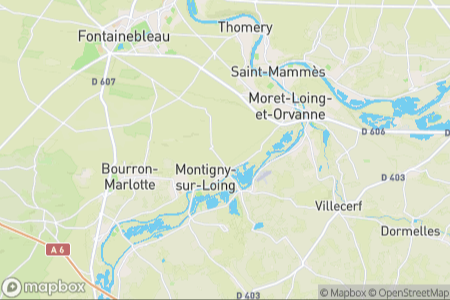 Thomery
Fontainebleau
Saint-Mammès
D 607
Moret-Loing-
et-Orvanne
D 606
Bourron-
Marlotte
Montigny-
sur-Loing
D 403
Villecerf
Dormelles
A 6
D 403
mapbox
© Mapbox © OpenStreetMap